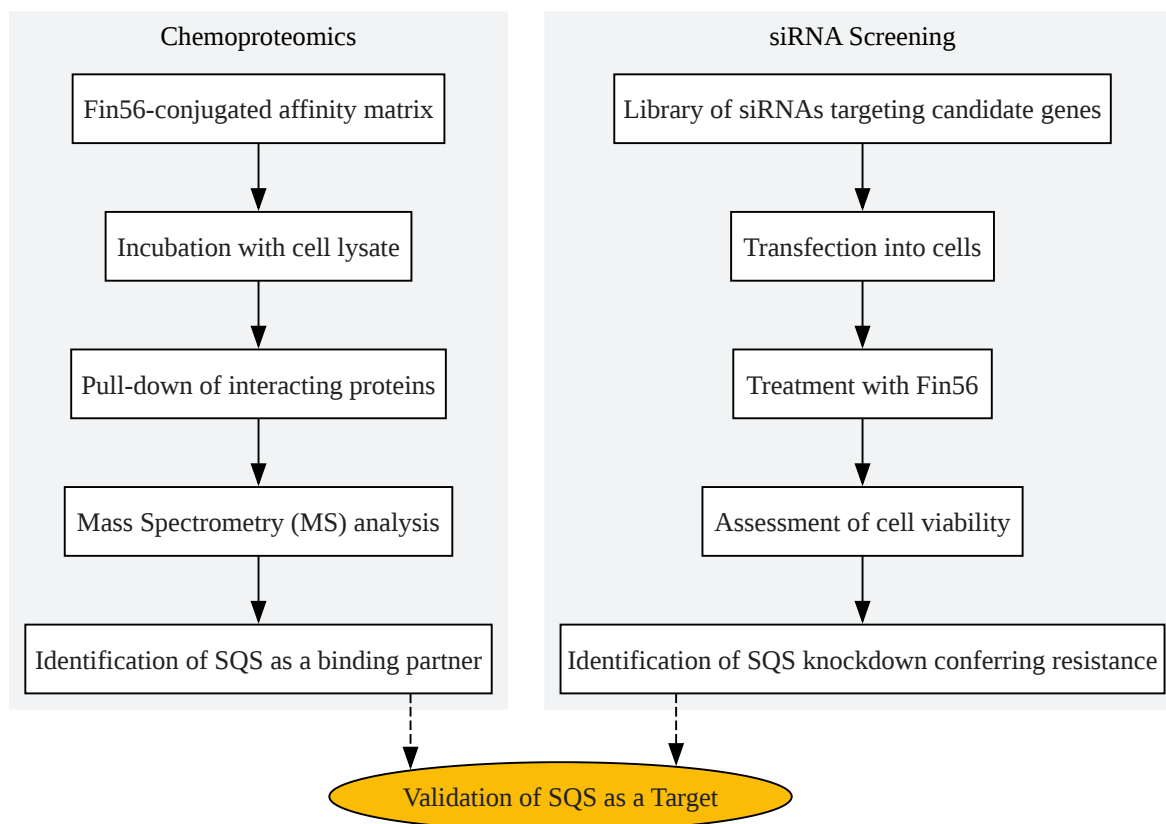 Chemoproteomics
Fin56-conjugated affinity matrix
Incubation with cell lysate
Pull-down of interacting proteins
Mass Spectrometry (MS) analysis
Identification of SQS as a binding partner
siRNA Screening
Library of siRNAs targeting candidate genes
Transfection into cells
Treatment with Fin56
Assessment of cell viability
Identification of SQS knockdown conferring resistance
Validation of SQS as a Target